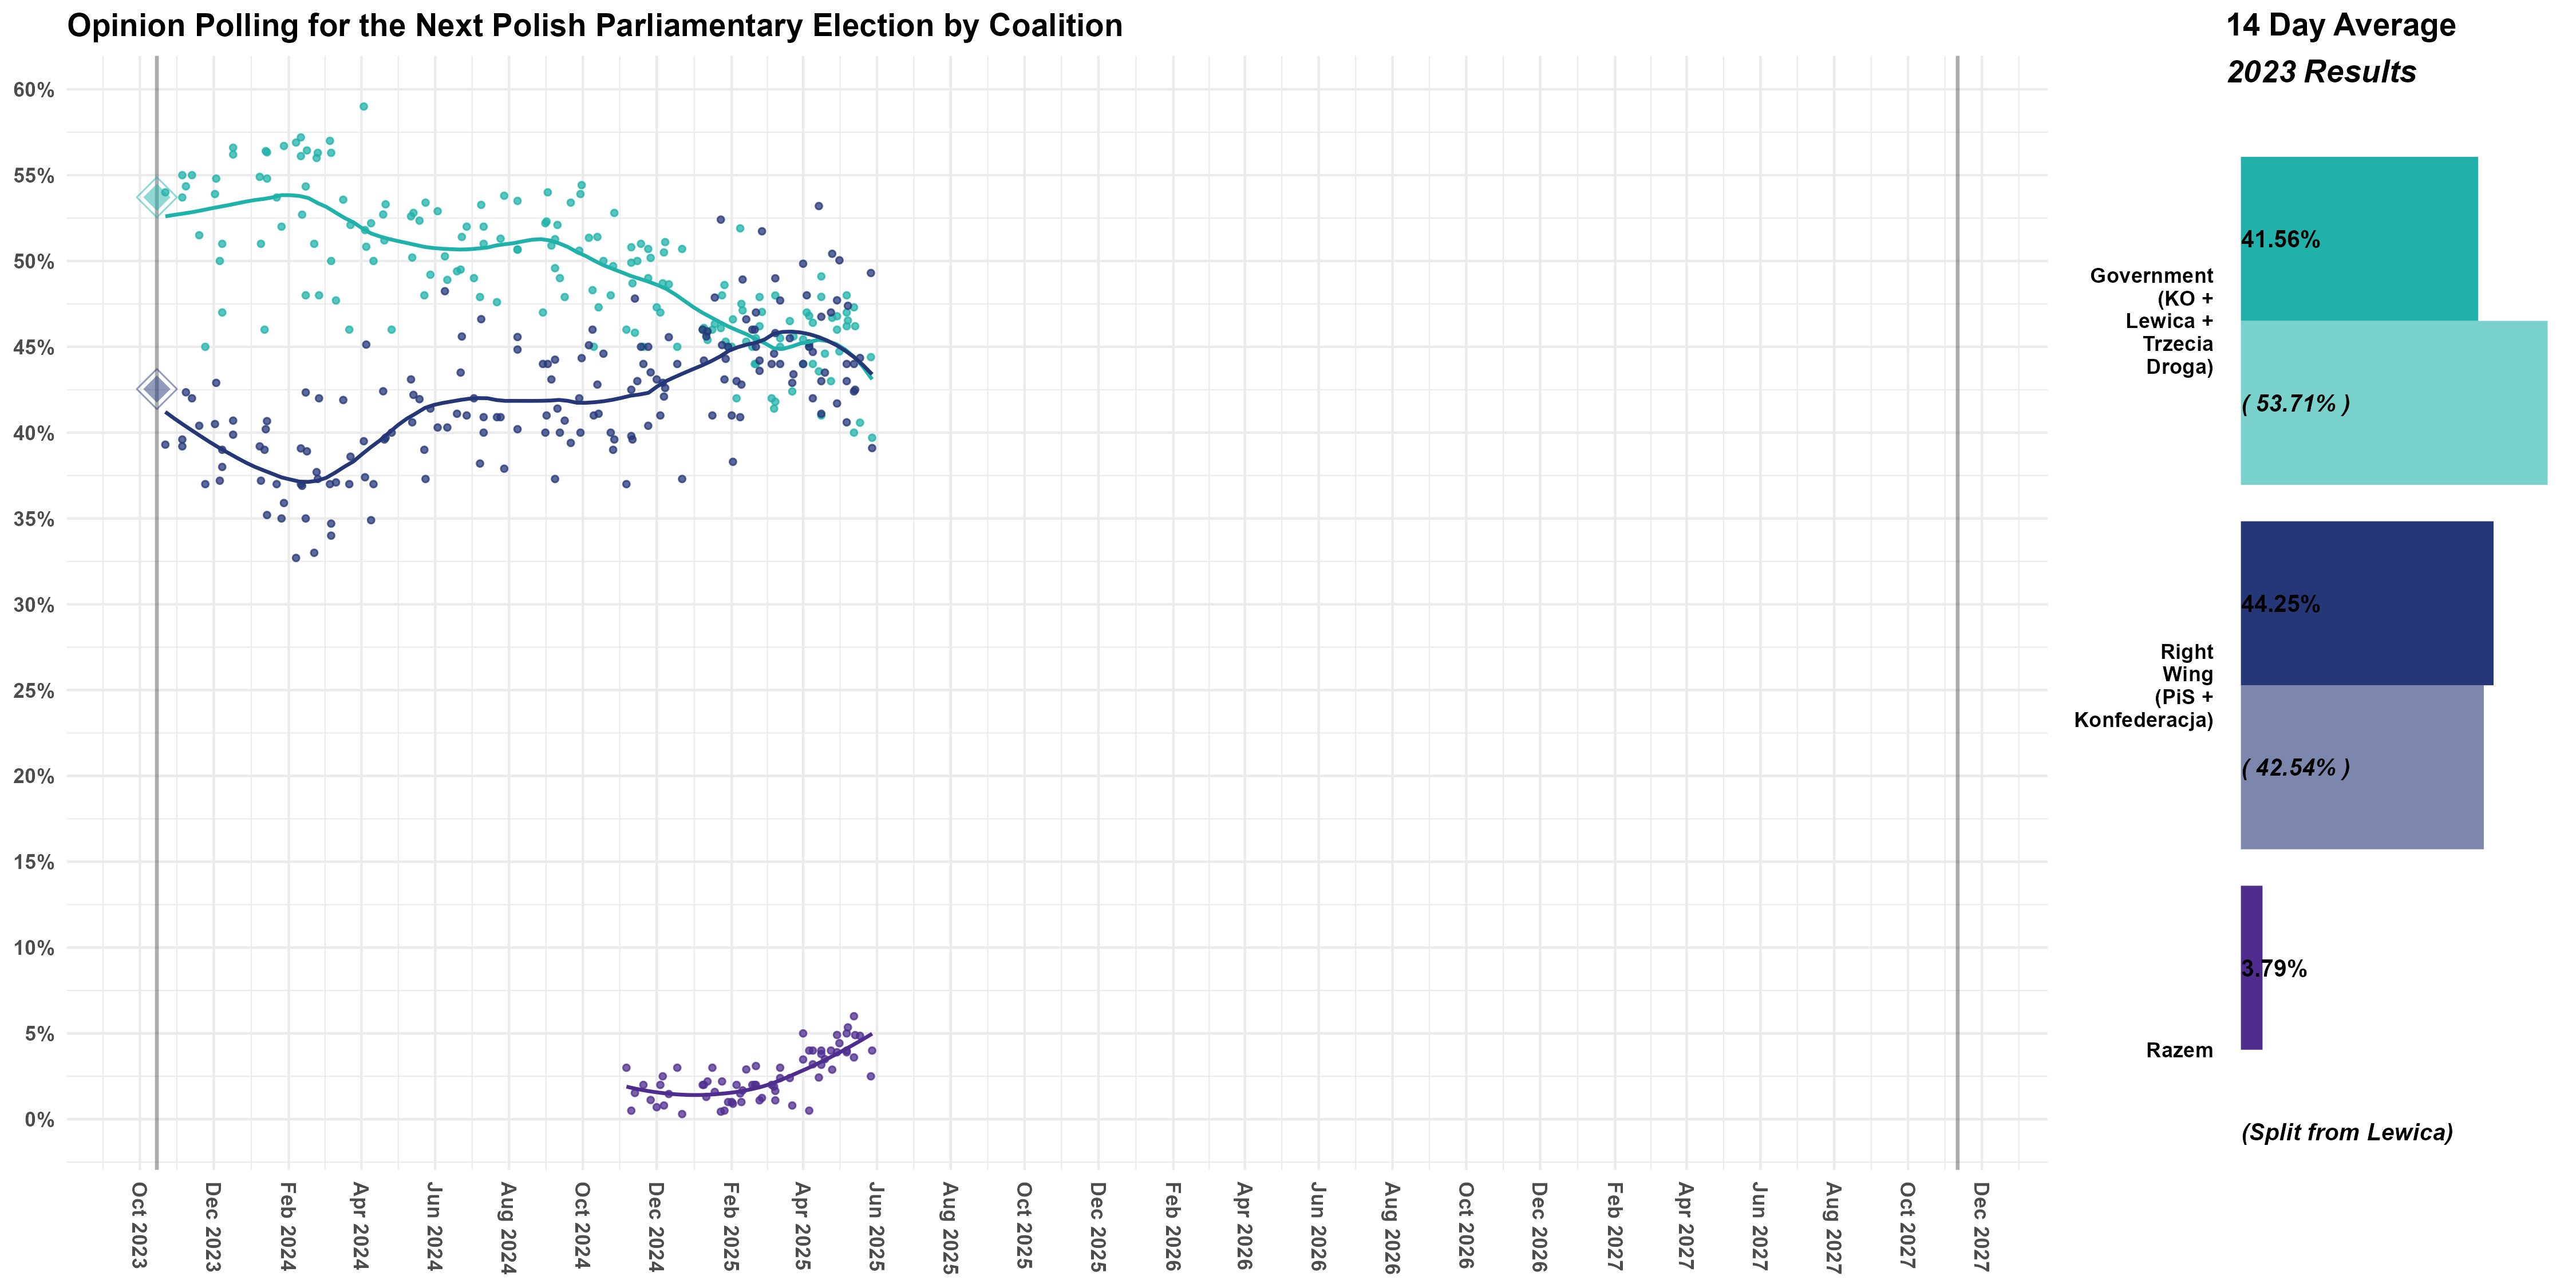 Opinion Polling for the Next Polish Parliamentary Election by Coalition
14 Day Average
2023 Results
60%
55%
50%
45%
40%
35%
30%
25%
20%
15%
10%
5%
0%
Oct 2023
Dec 2023
Feb 2024
Apr 2024
Jun 2024
Aug 2024
Oct 2024
Dec 2024
Feb 2025
Apr 2025
Jun 2025
Aug 2025
Oct 2025
Dec 2025
Feb 2026
Apr 2026
Jun 2026
Aug 2026
Oct 2026
Dec 2026
Feb 2027
Apr 2027
Jun 2027
Aug 2027
Oct 2027
Dec 2027
Government
(KO +
Lewica +
Trzecia
Droga)
41.56%
( 53.71% )
Right
Wing
(PiS +
Konfederacja)
44.25%
( 42.54% )
Razem
3.79%
(Split from Lewica)